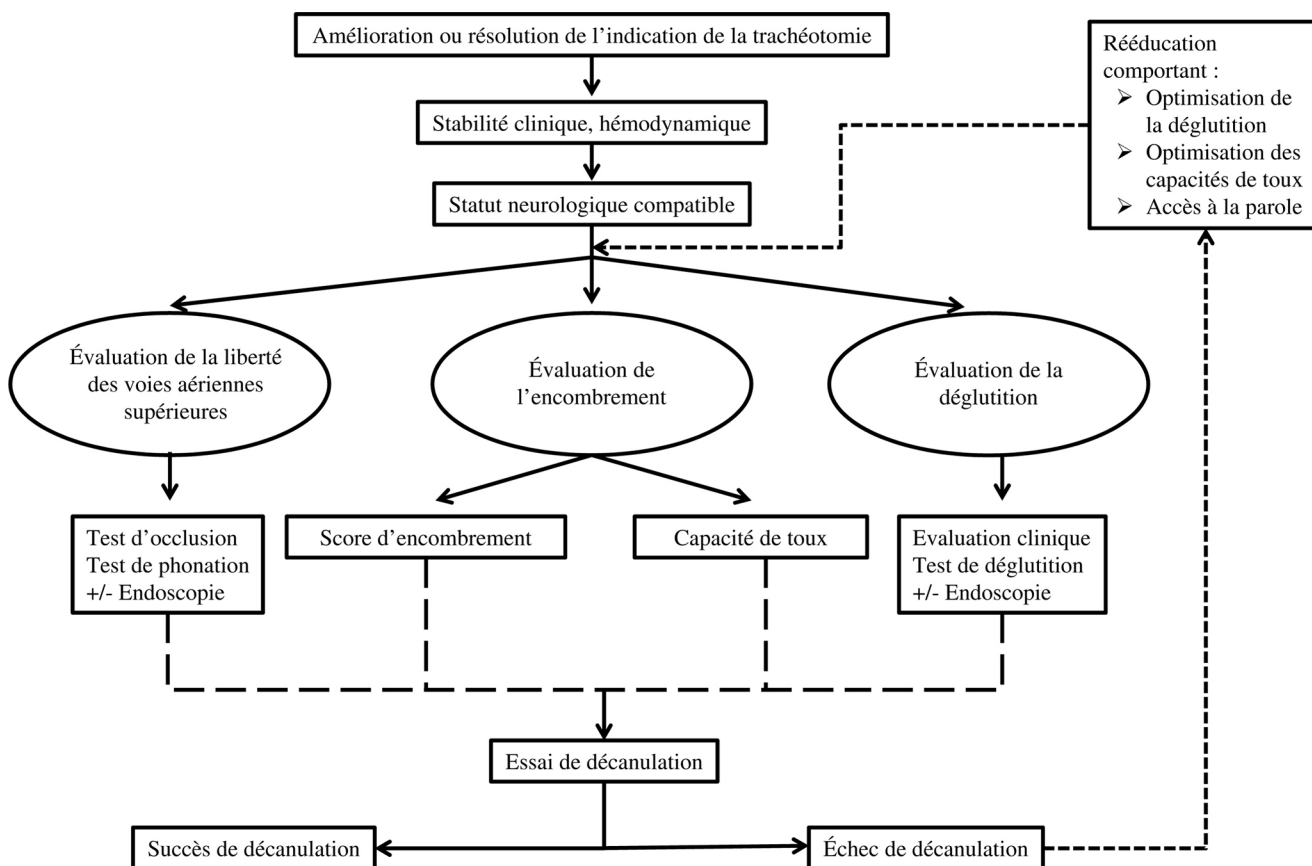 Amélioration ou résolution de l’indication de la trachéotomie
Stabilité clinique, hémodynamique
Statut neurologique compatible
Rééducation
comportant :
➢ Optimisation de
la déglutition
➢ Optimisation des
capacités de toux
➢ Accès à la parole
Évaluation de la liberté
des voies aériennes
supérieures
Évaluation de
l’encombrement
Évaluation de la
déglutition
Test d’occlusion
Test de phonation
+/- Endoscopie
Score d’encombrement
Capacité de toux
Evaluation clinique
Test de déglutition
+/- Endoscopie
Essai de décanulation
Succès de décanulation
Échec de décanulation